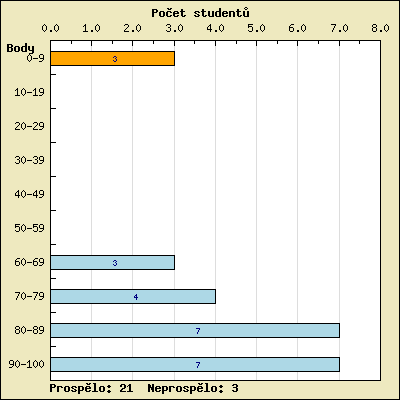 Počet studentů
0.0 1.0 2.0 3.0 4.0 5.0 6.0 7.0 8.0
Body
0-9 3
10-19
20-29
30-39
40-49
50-59
60-69 3
70-79 4
80-89 7
90-100 7
Prospělo: 21 Neprospělo: 3